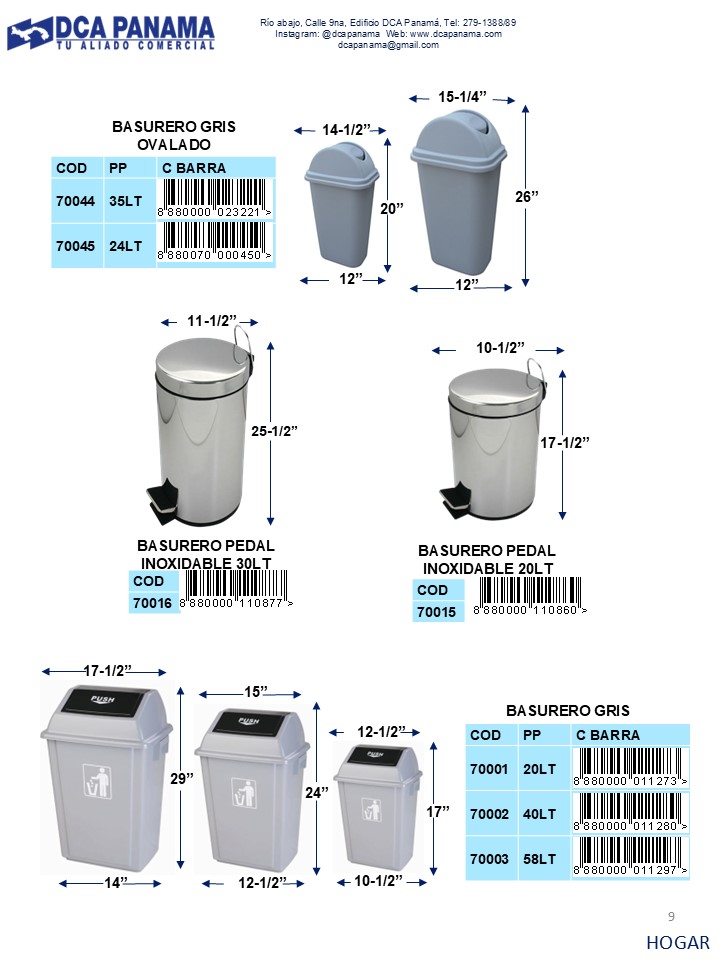 DCA PANAMA
TU ALIADO COMERCIAL
Río abajo, Calle 9na, Edificio DCA Panamá, Tel: 279-1388/89
Instagram: @dcapanama Web: www.dcapanama.com
dcapanama@gmail.com
BASURERO GRIS
OVALADO
COD PP C BARRA
70044 35LT 8 880000 023221 >
70045 24LT 8 880070 000450 >
14-1/2”
20”
12”
15-1/4”
26”
12”
11-1/2”
25-1/2”
BASURERO PEDAL
INOXIDABLE 30LT
COD
70016 8 880000 110877 >
10-1/2”
17-1/2”
BASURERO PEDAL
INOXIDABLE 20LT
COD
70015 8 880000 110860 >
17-1/2”
PUSH
29”
14”
15”
PUSH
24”
12-1/2”
12-1/2”
PUSH
17”
10-1/2”
BASURERO GRIS
COD PP C BARRA
70001 20LT 8 880000 011273 >
70002 40LT 8 880000 011280 >
70003 58LT 8 880000 011297 >
9
HOGAR